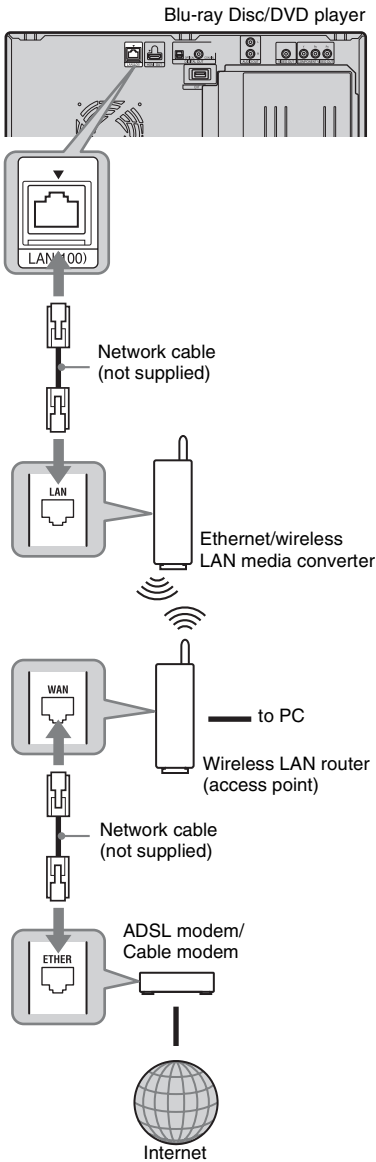 Blu-ray Disc/DVD player
LAN(100)
Network cable
(not supplied)
LAN
Ethernet/wireless
LAN media converter
WAN
to PC
Wireless LAN router
(access point)
Network cable
(not supplied)
ADSL modem/
Cable modem
ETHER
Internet